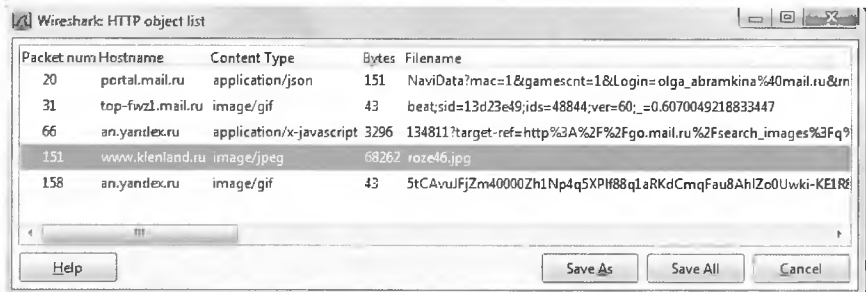 Wireshark: HTTP object list
Packet num Hostname Content Type Bytes Filename
20 portal.mail.ru application/json 151 NaviData?mac=1&gamescnt=1&Login=olga_abramkina%40mail.ru&rn
31 top-fwz1.mail.ru image/gif 43 beat;sid=13d23e49;ids=48844;ver=60;_=0.6070049218833447
66 an.yandex.ru application/x-javascript 3296 134811?target-ref=http%3A%2F%2Fgo.mail.ru%2Fsearch_images%3Fq%
151 www.klenland.ru image/jpeg 68262 roze46.jpg
158 an.yandex.ru image/gif 43
Help Save As Save All Cancel